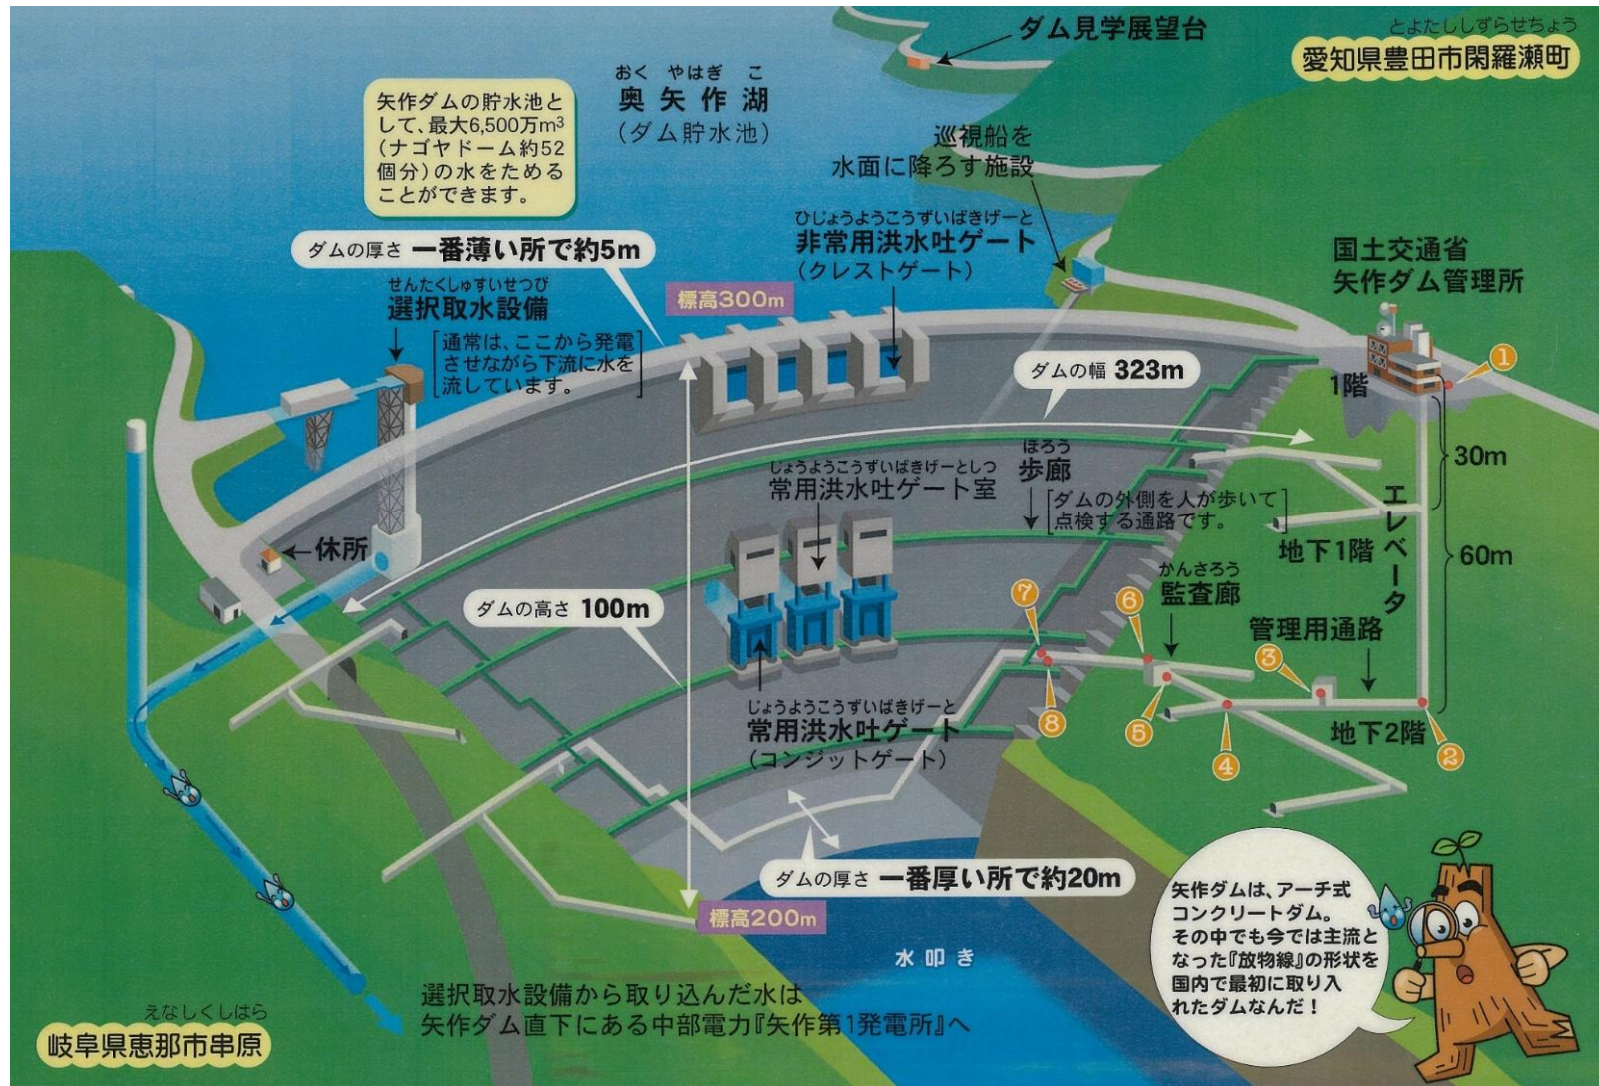 ダム見学展望台
とよたししずらせちょう
愛知県豊田市閑羅瀬町
おく やはぎ こ
奥矢作湖
(ダム貯水池)
矢作ダムの貯水池と
して、最大6,500万m³
(ナゴヤドーム約52
個分)の水をためる
ことができます。
巡視船を
水面に降ろす施設
ひじょうようこうずいばきげーと
非常用洪水吐ゲート
(クレストゲート)
ダムの厚さ 一番薄い所で約5m
国土交通省
矢作ダム管理所
せんたくしゅすいせつび
選択取水設備
[通常は、ここから発電
させながら下流に水を
流しています。]
標高300m
ダムの幅 323m
1階
①
30m
じょうようこうずいばきげーとしつ
常用洪水吐ゲート室
ほろう
歩廊
[ダムの外側を人が歩いて
点検する通路です。]
エレベータ
地下1階
60m
←休所
ダムの高さ 100m
かんさろう
監査廊
管理用通路
⑦
⑥
③
⑧
⑤
④
②
地下2階
じょうようこうずいばきげーと
常用洪水吐ゲート
(コンジットゲート)
ダムの厚さ 一番厚い所で約20m
標高200m
水叩き
矢作ダムは、アーチ式
コンクリートダム。
その中でも今では主流と
なった『放物線』の形状を
国内で最初に取り入
れたダムなんだ!
選択取水設備から取り込んだ水は
矢作ダム直下にある中部電力『矢作第1発電所』へ
えなしくしはら
岐阜県恵那市串原